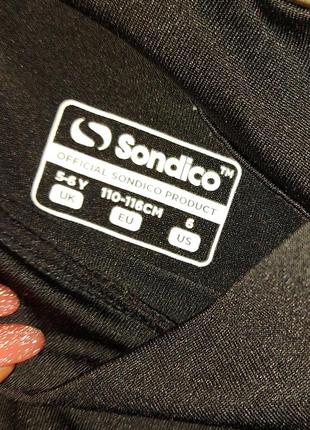 Sondico™
OFFICIAL SONDICO PRODUCT
5-6 Y 110-116CM 6
UK EU US